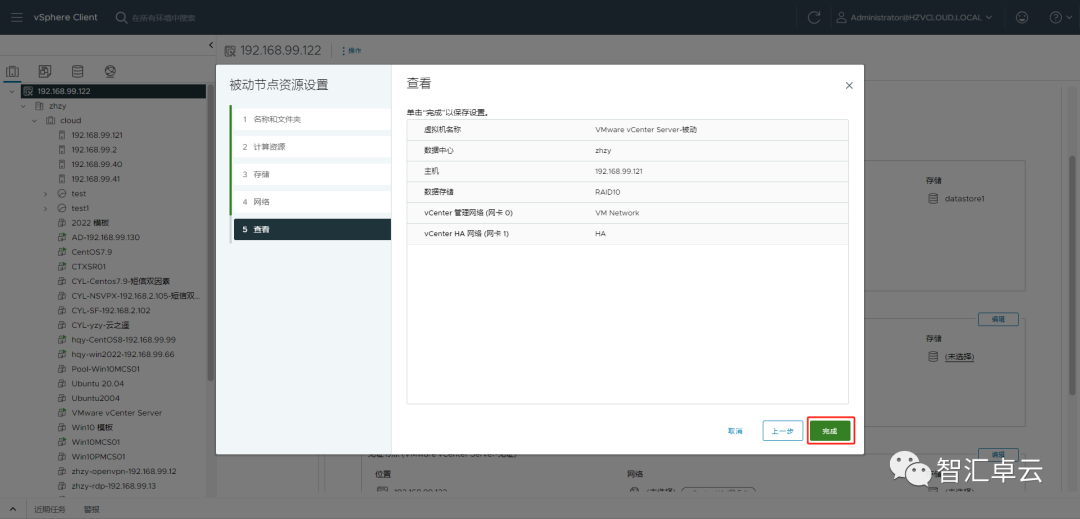 vSphere Client
在所有环境中搜索
Administrator@HZVCLOUD.LOCAL
192.168.99.122
操作
192.168.99.122
zhzy
cloud
192.168.99.121
192.168.99.2
192.168.99.40
192.168.99.41
test
test1
2022 模板
AD-192.168.99.130
CentOS7.9
CTXSR01
CYL-Centos7.9-短信双因素
CYL-NSVPX-192.168.2.105-短信双...
CYL-SF-192.168.2.102
CYL-yzy-云之遥
hqy-CentOS8-192.168.99.99
hqy-win2022-192.168.99.66
Pool-Win10MCS01
Ubuntu 20.04
Ubuntu2004
VMware vCenter Server
Win10 模板
Win10MCS01
Win10PMCS01
zhzy-openvpn-192.168.99.12
zhzy-rdp-192.168.99.13
被动节点资源设置
1 名称和文件夹
2 计算资源
3 存储
4 网络
5 查看
查看
单击"完成"以保存设置。
虚拟机名称 VMware vCenter Server-被动
数据中心 zhzy
主机 192.168.99.121
数据存储 RAID10
vCenter 管理网络 (网卡 0) VM Network
vCenter HA 网络 (网卡 1) HA
取消
上一步
完成
存储
datastore1
编辑
存储
(未选择)
编辑
位置
网络
智汇卓云
近期任务
警报